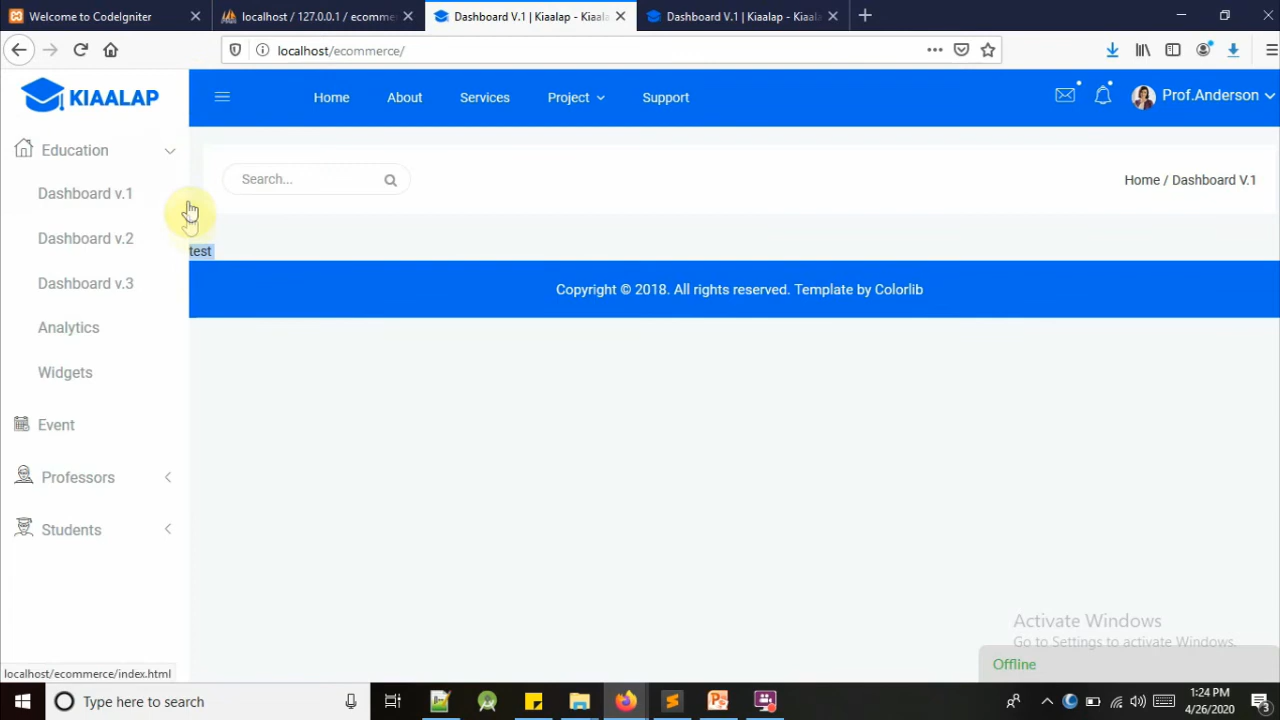 Welcome to CodeIgniter
localhost / 127.0.0.1 / ecomme
Dashboard V.1 | Kiaalap - Kiaala
Dashboard V.1 | Kiaalap - Kiaala
localhost/ecommerce/
KIAALAP
Home
About
Services
Project
Support
Prof.Anderson
Education
Search...
Home / Dashboard V.1
Dashboard v.1
Dashboard v.2
test
Dashboard v.3
Copyright © 2018. All rights reserved. Template by Colorlib
Analytics
Widgets
Event
Professors
Students
Activate Windows
Go to Settings to activate Windows.
Offline
localhost/ecommerce/index.html
Type here to search
1:24 PM
4/26/2020
3